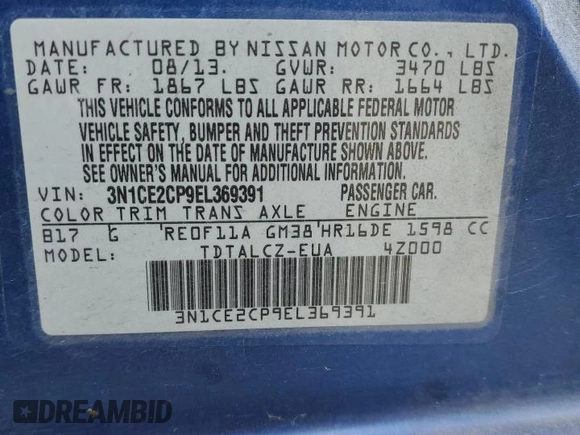 MANUFACTURED BY NISSAN MOTOR CO., LTD.
DATE: 08/13. GVWR: 3470 LBS
GAWR FR: 1867 LBS GAWR RR: 1664 LBS
THIS VEHICLE CONFORMS TO ALL APPLICABLE FEDERAL MOTOR
VEHICLE SAFETY, BUMPER AND THEFT PREVENTION STANDARDS
IN EFFECT ON THE DATE OF MANUFACTURE SHOWN ABOVE.
SEE OWNER'S MANUAL FOR ADDITIONAL INFORMATION.
VIN: 3N1CE2CP9EL369391 PASSENGER CAR.
COLOR TRIM TRANS AXLE ENGINE
B17 G RE0F11A GM38 HR16DE 1598 CC
MODEL: TDTALCZ-EUA 4Z000
3N1CE2CP9EL369391
DREAMBID